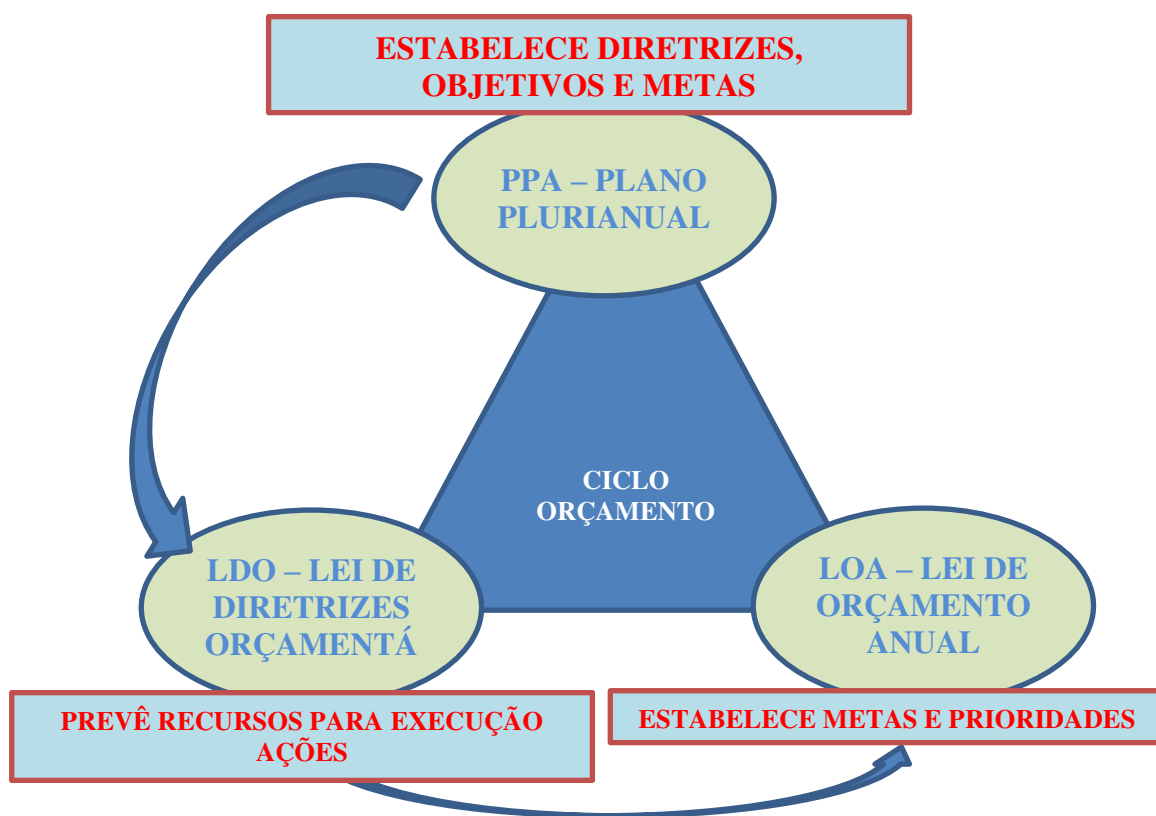 ESTABELECE DIRETRIZES,
OBJETIVOS E METAS
PPA – PLANO
PLURIANUAL
CICLO
ORÇAMENTO
LDO – LEI DE
DIRETRIZES
ORÇAMENTÁ
LOA – LEI DE
ORÇAMENTO
ANUAL
PREVÊ RECURSOS PARA EXECUÇÃO
AÇÕES
ESTABELECE METAS E PRIORIDADES